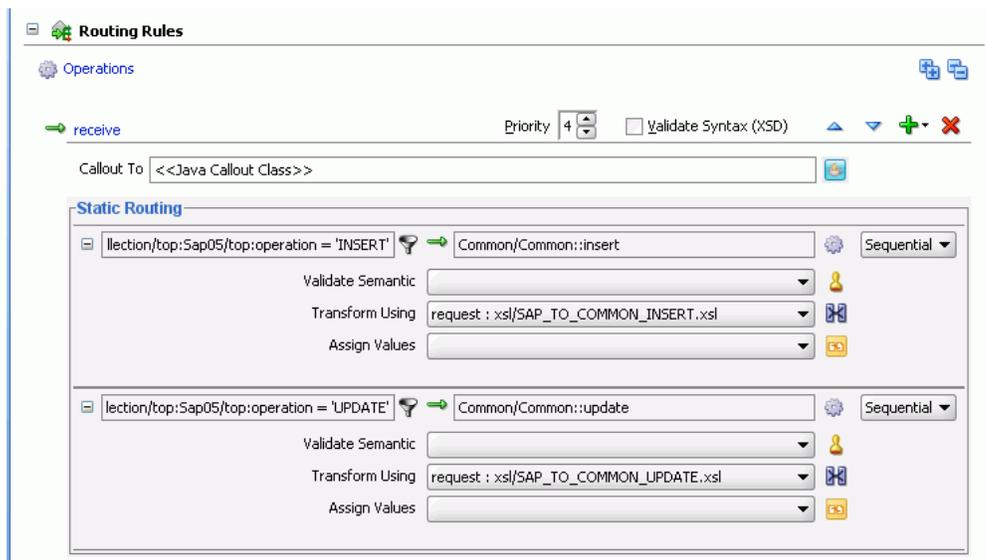 Routing Rules
Operations
receive
Priority 4 Validate Syntax (XSD)
Callout To <<Java Callout Class>>
Static Routing
llection/top:Sap05/top:operation = 'INSERT' Common/Common::insert Sequential
Validate Semantic
Transform Using request : xsl/SAP_TO_COMMON_INSERT.xsl
Assign Values
lection/top:Sap05/top:operation = 'UPDATE' Common/Common::update Sequential
Validate Semantic
Transform Using request : xsl/SAP_TO_COMMON_UPDATE.xsl
Assign Values